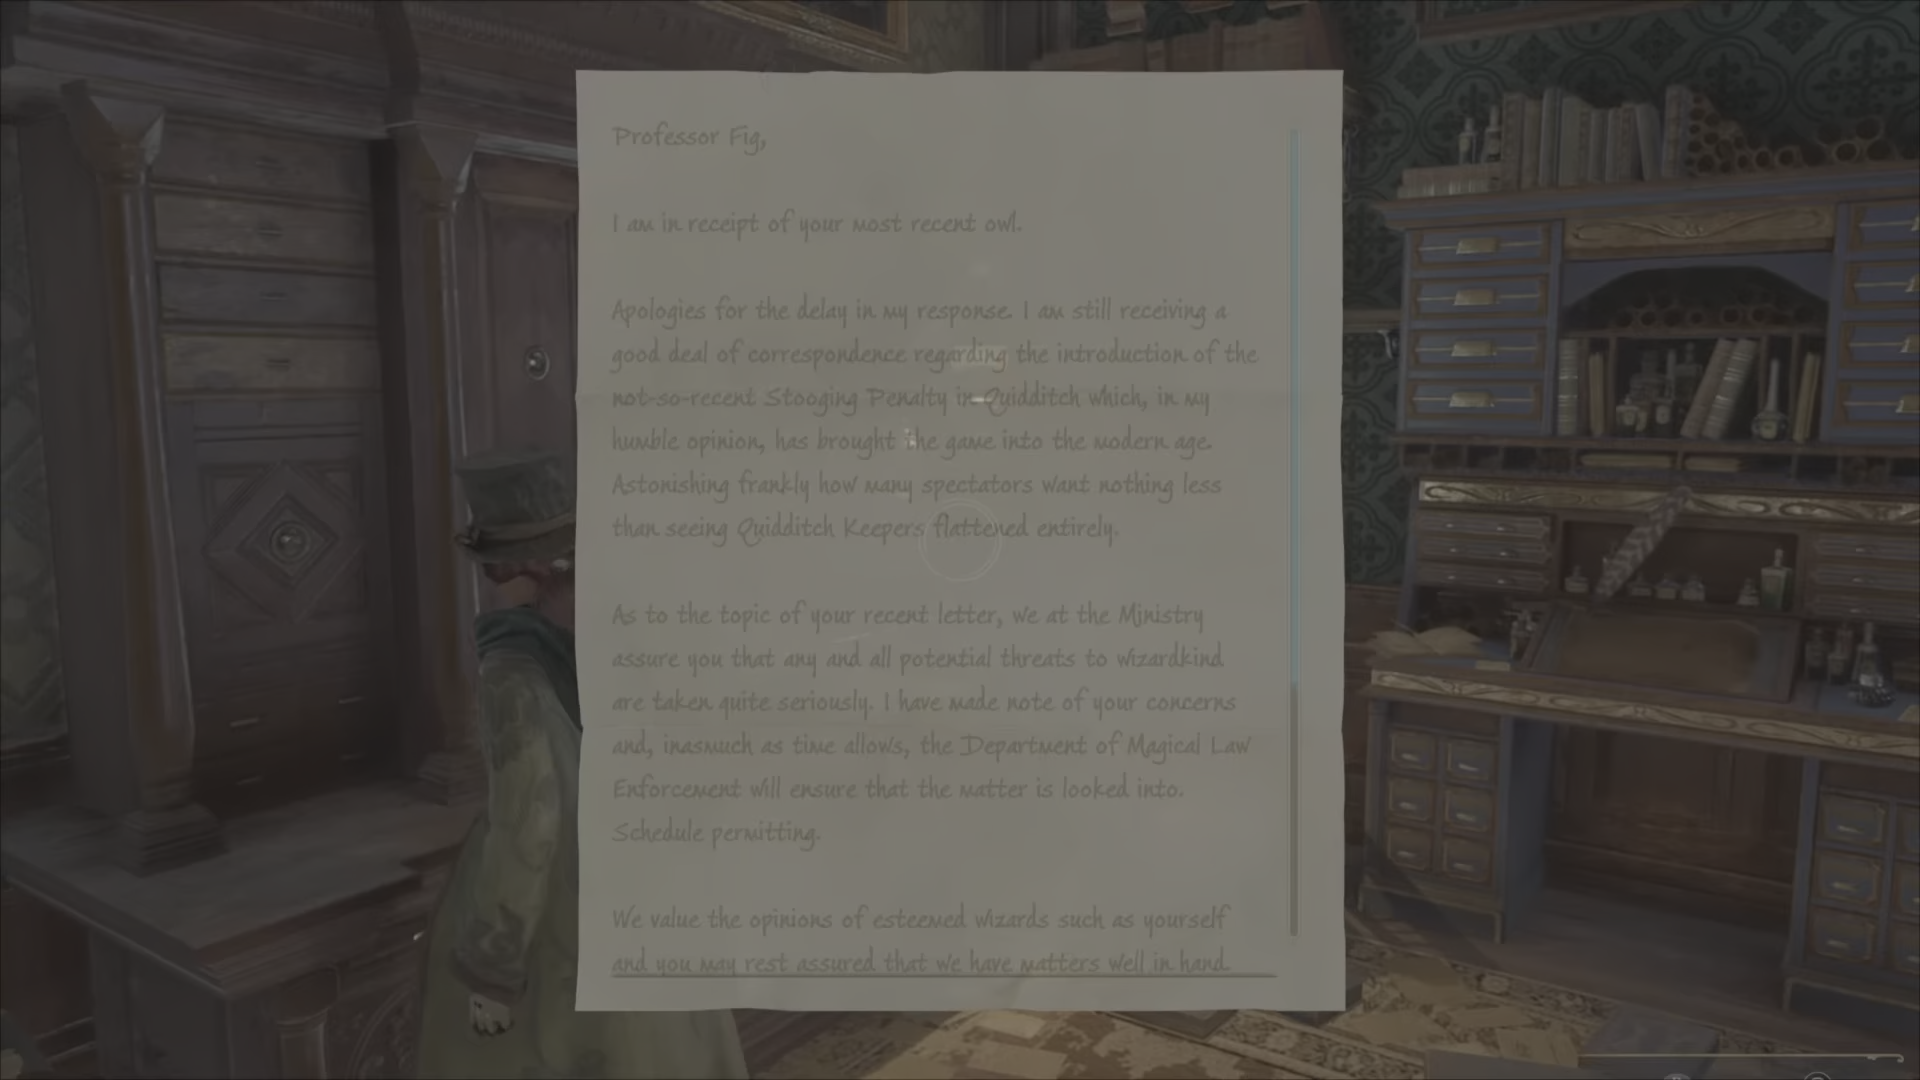 Professor Fig,
I am in receipt of your most recent owl.
Apologies for the delay in my response. I am still receiving a
good deal of correspondence regarding the introduction of the
not-so-recent Stooging Penalty in Quidditch which, in my
humble opinion, has brought the game into the modern age.
Astonishing frankly how many spectators want nothing less
than seeing Quidditch Keepers flattened entirely.
As to the topic of your recent letter, we at the Ministry
assure you that any and all potential threats to wizardkind
are taken quite seriously. I have made note of your concerns
and, inasmuch as time allows, the Department of Magical Law
Enforcement will ensure that the matter is looked into.
Schedule permitting.
We value the opinions of esteemed wizards such as yourself
and you may rest assured that we have matters well in hand.